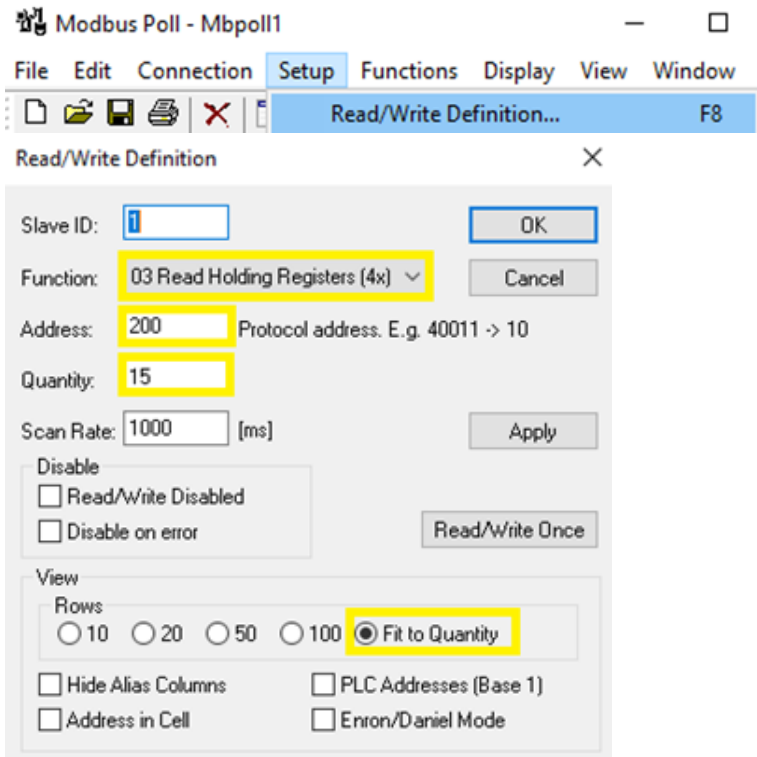 Modbus Poll - Mbpoll1
File Edit Connection Setup Functions Display View Window
Read/Write Definition... F8
Read/Write Definition
Slave ID: 1 OK
Function: 03 Read Holding Registers (4x) Cancel
Address: 200 Protocol address. E.g. 40011 -> 10
Quantity: 15
Scan Rate: 1000 [ms] Apply
Disable
Read/Write Disabled
Disable on error Read/Write Once
View
Rows
10 20 50 100 Fit to Quantity
Hide Alias Columns PLC Addresses (Base 1)
Address in Cell Enron/Daniel Mode